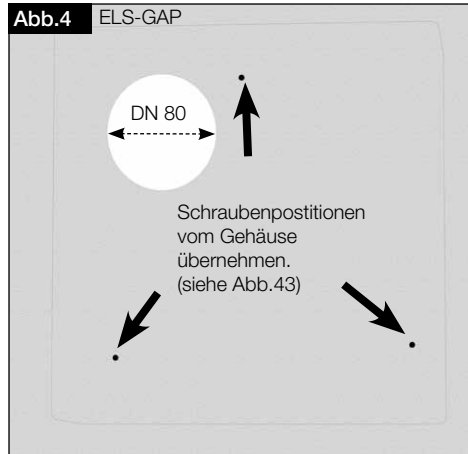 Abb.4 ELS-GAP
DN 80
Schraubenpostitionen
vom Gehäuse
übernehmen.
(siehe Abb.43)